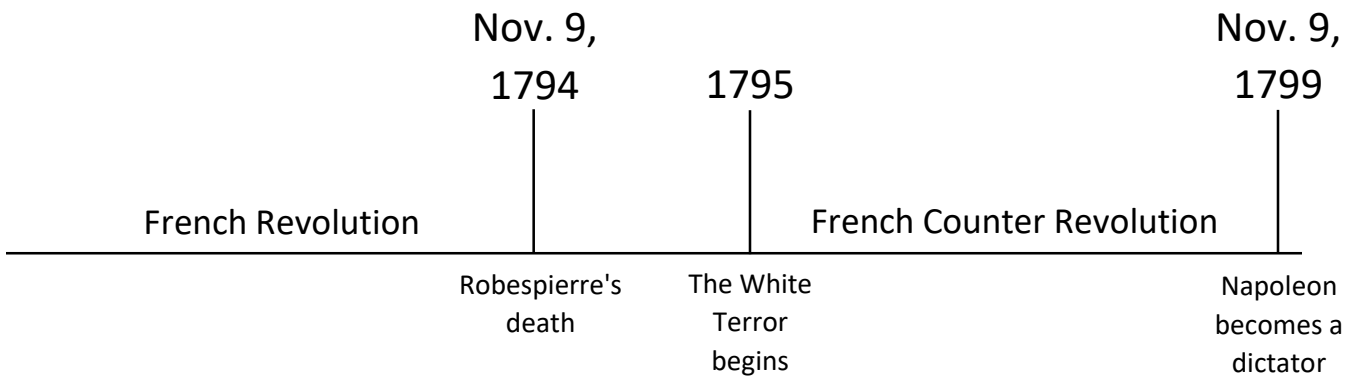 Nov. 9,
1794
1795
Nov. 9,
1799
French Revolution
French Counter Revolution
Robespierre's
death
The White
Terror
begins
Napoleon
becomes a
dictator